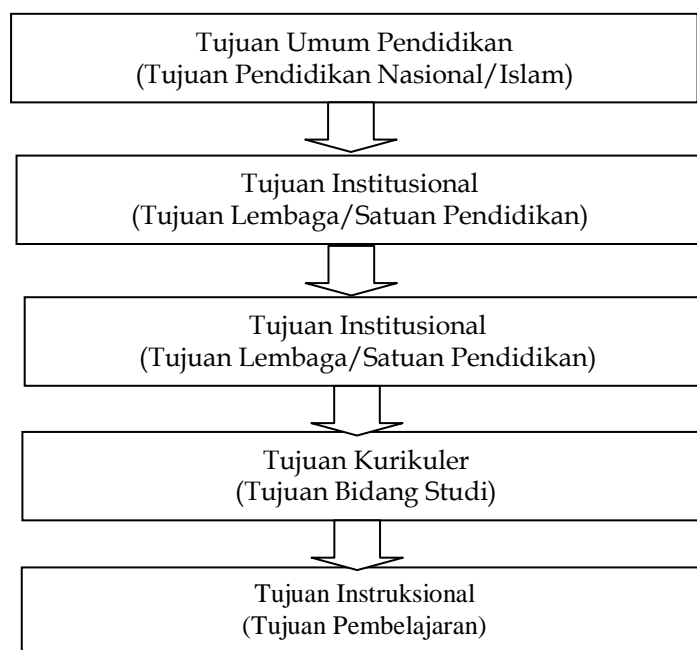 Tujuan Umum Pendidikan
(Tujuan Pendidikan Nasional/Islam)
Tujuan Institusional
(Tujuan Lembaga/Satuan Pendidikan)
Tujuan Institusional
(Tujuan Lembaga/Satuan Pendidikan)
Tujuan Kurikuler
(Tujuan Bidang Studi)
Tujuan Instruksional
(Tujuan Pembelajaran)